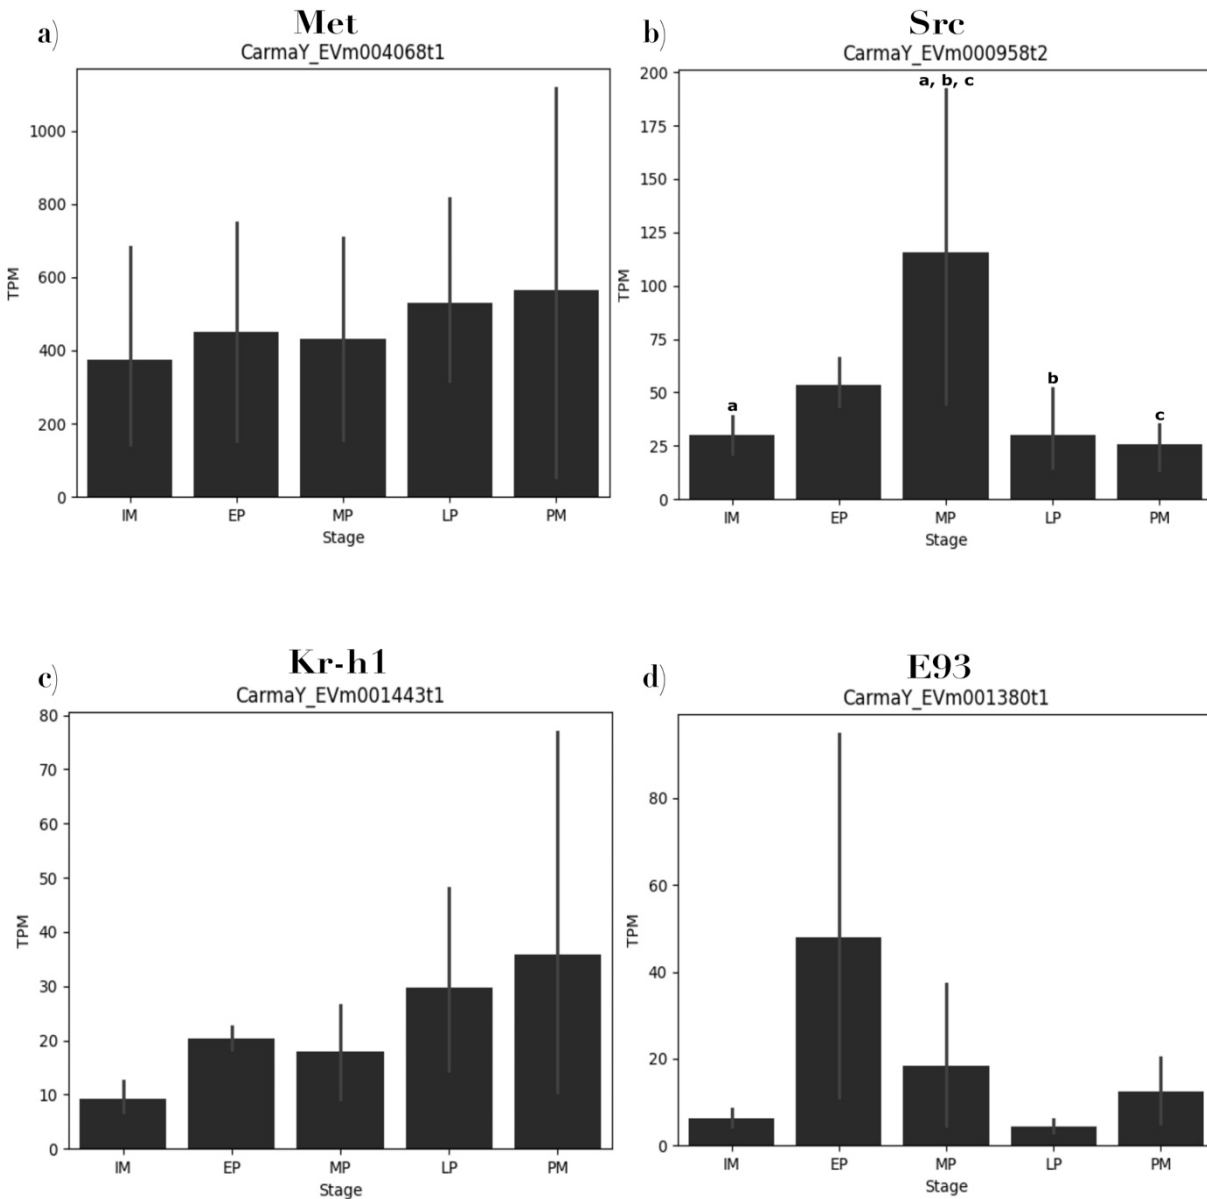 a)
Met
CarmaY_EVm004068t1
1000
800
600
400
200
0
TPM
IM EP MP LP PM
Stage
b)
Src
CarmaY_EVm000958t2
200
175
150
125
100
75
50
25
0
TPM
a, b, c
a
b
c
IM EP MP LP PM
Stage
c)
Kr-h1
CarmaY_EVm001443t1
80
70
60
50
40
30
20
10
0
TPM
IM EP MP LP PM
Stage
d)
E93
CarmaY_EVm001380t1
80
60
40
20
0
TPM
IM EP MP LP PM
Stage